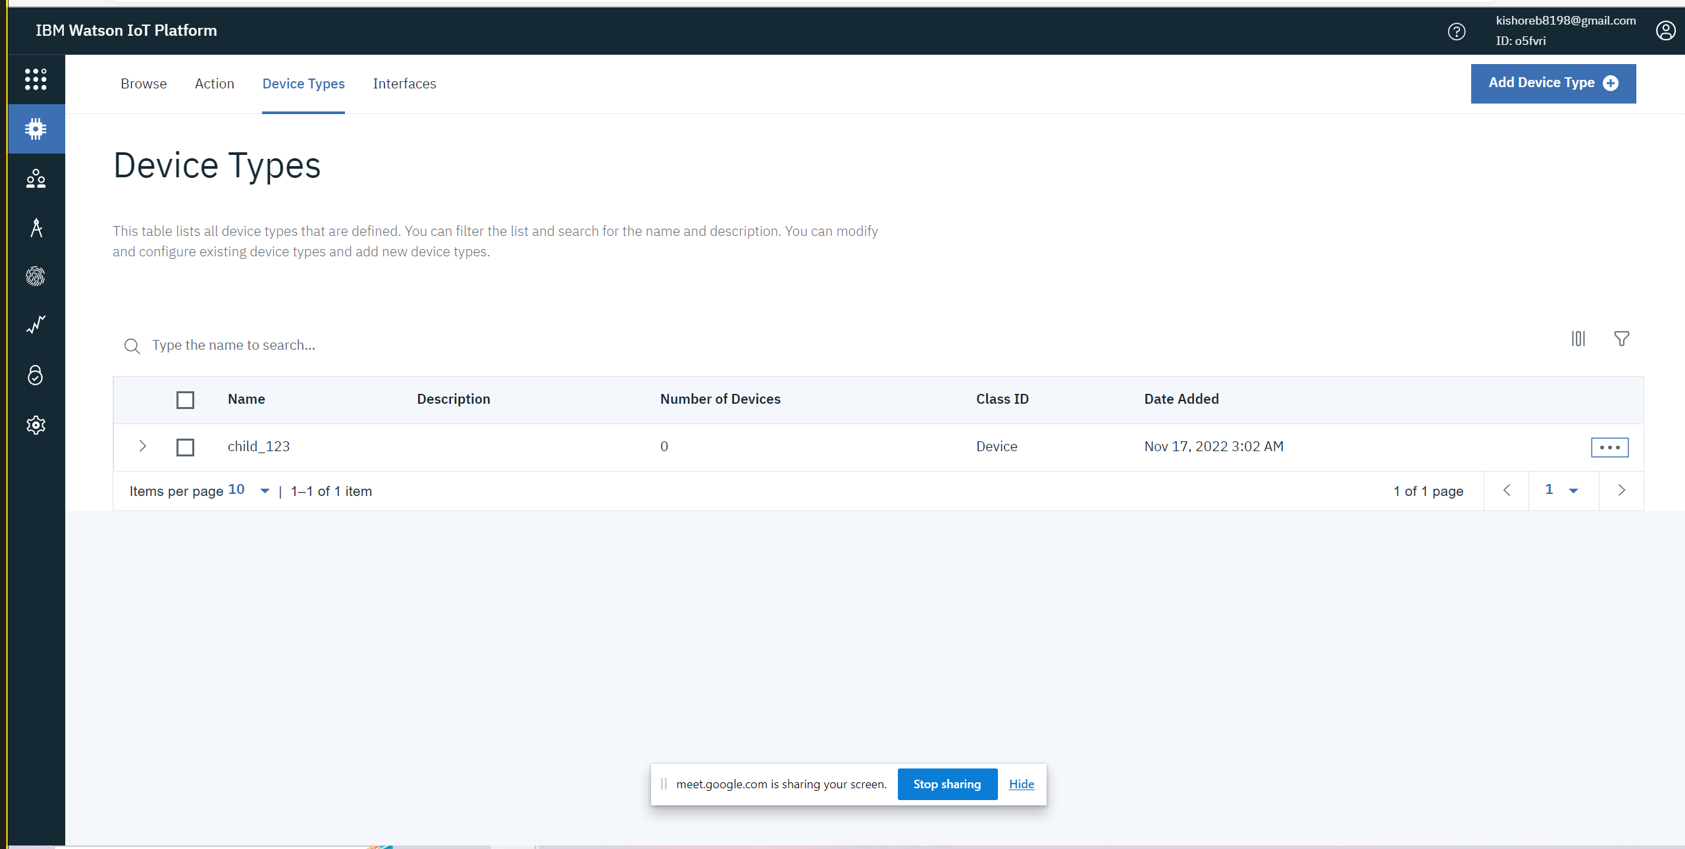 IBM Watson IoT Platform
kishoreb8198@gmail.com
ID: o5fvri
Browse Action Device Types Interfaces
Add Device Type
Device Types
This table lists all device types that are defined. You can filter the list and search for the name and description. You can modify
and configure existing device types and add new device types.
Type the name to search...
Name Description Number of Devices Class ID Date Added
child_123 0 Device Nov 17, 2022 3:02 AM
Items per page 10 | 1–1 of 1 item 1 of 1 page 1
meet.google.com is sharing your screen. Stop sharing Hide